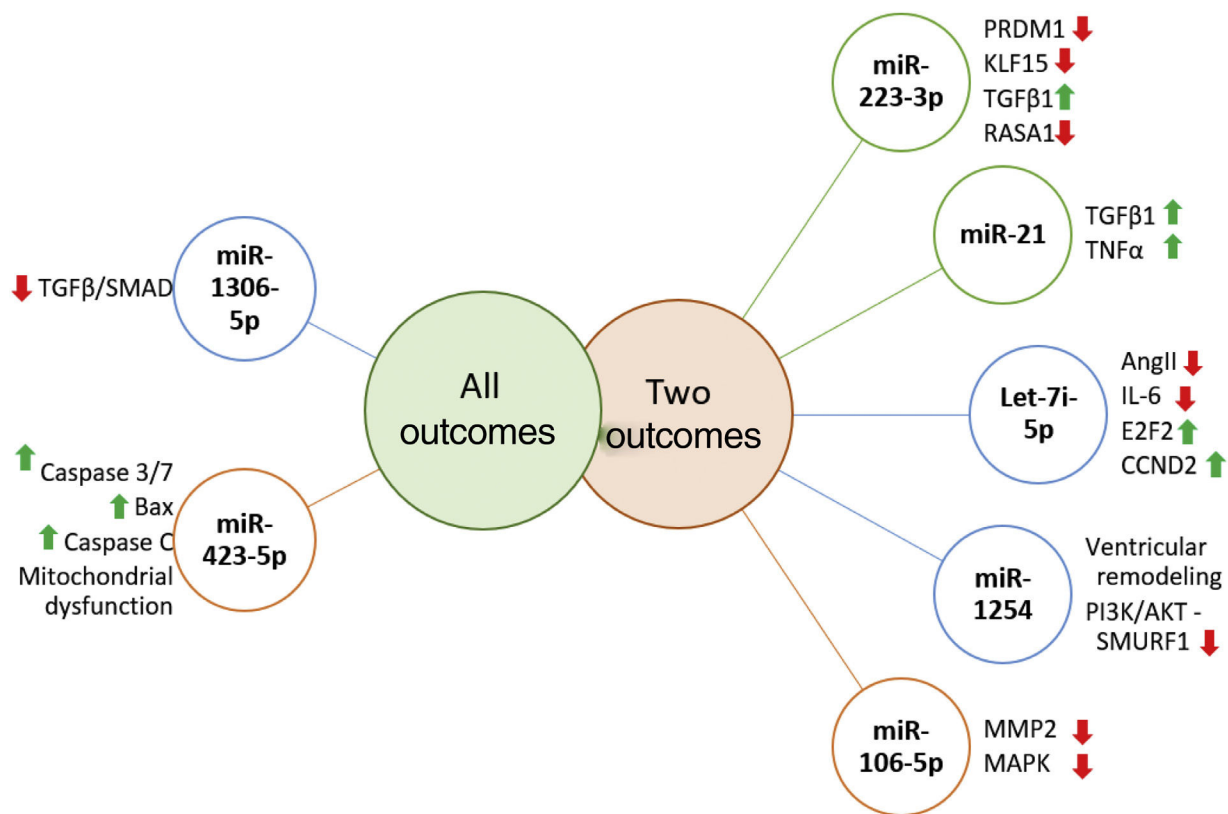 miR-
1306-
5p
TGFβ/SMAD
miR-
423-5p
Caspase 3/7
Bax
Caspase C
Mitochondrial
dysfunction
All
outcomes
Two
outcomes
miR-
223-3p
PRDM1
KLF15
TGFβ1
RASA1
miR-21
TGFβ1
TNFα
Let-7i-
5p
AngII
IL-6
E2F2
CCND2
miR-
1254
Ventricular
remodeling
PI3K/AKT -
SMURF1
miR-
106-5p
MMP2
MAPK